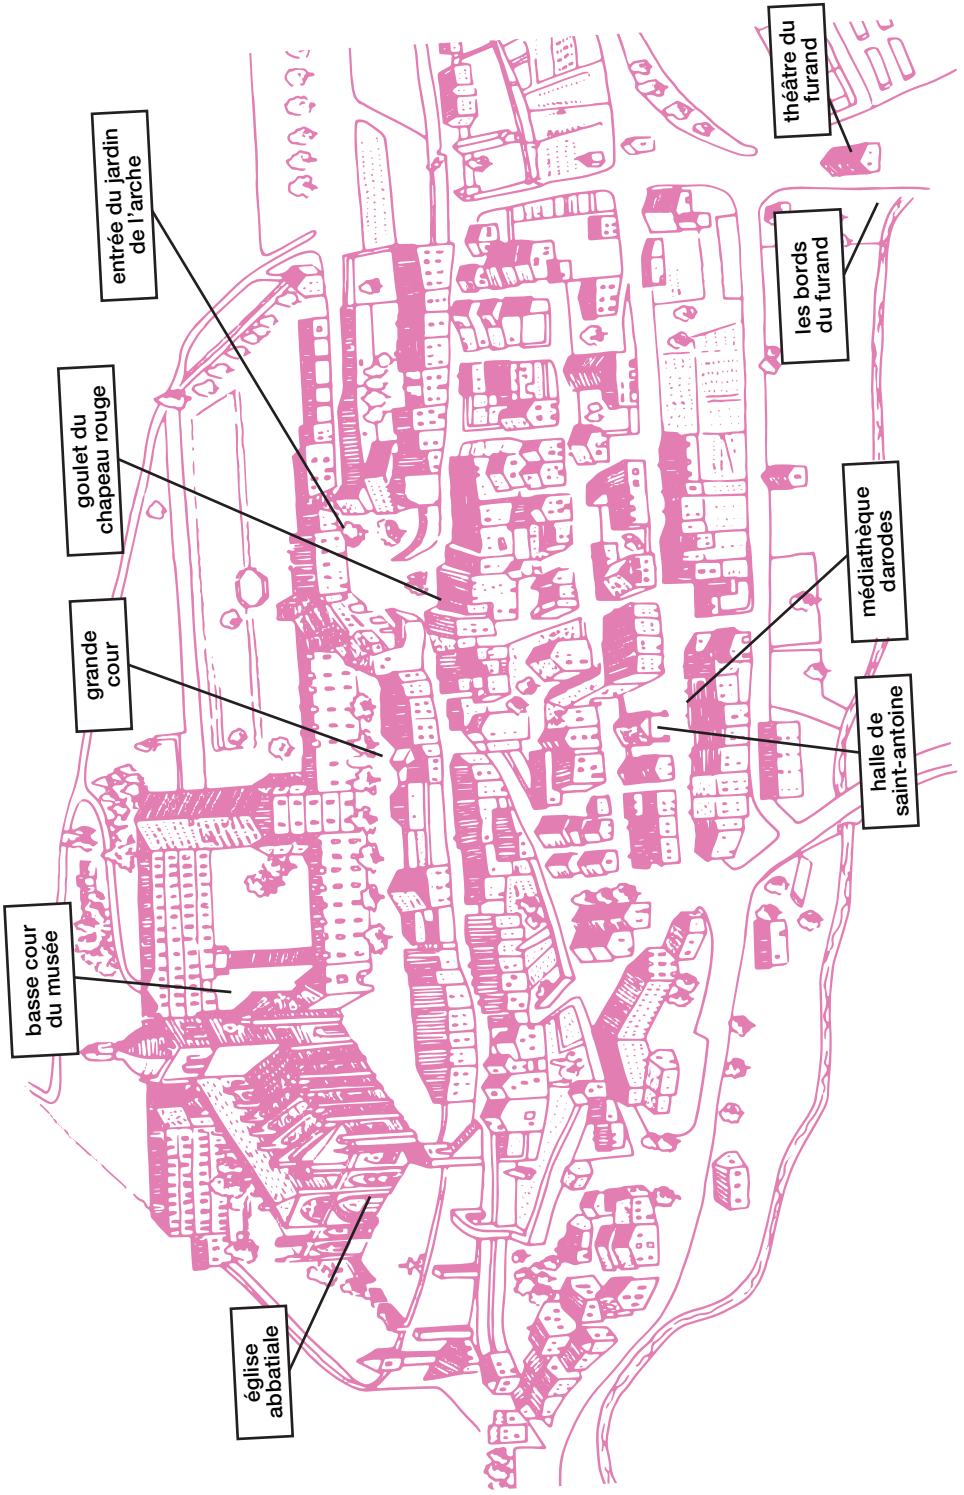 église
abbatiale
basse cour
du musée
grande
cour
goulet du
chapeau rouge
entrée du jardin
de l'arche
halle de
saint-antoine
médiathèque
darodes
les bords
du furand
théâtre du
furand